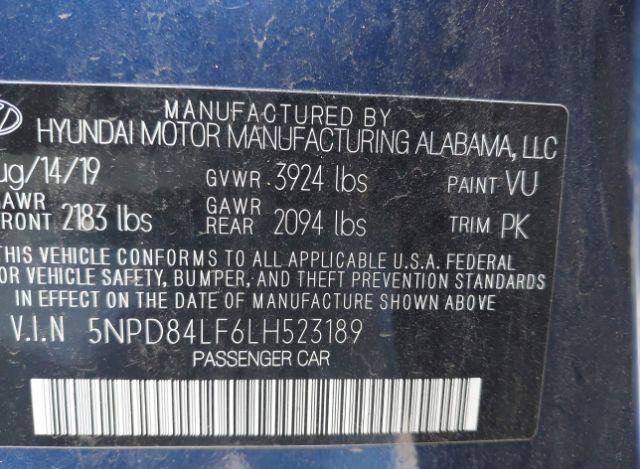 MANUFACTURED BY
HYUNDAI MOTOR MANUFACTURING ALABAMA, LLC
ug/14/19 GVWR 3924 lbs PAINT VU
GAWR REAR 2094 lbs TRIM PK
AWR
FRONT 2183 lbs
THIS VEHICLE CONFORMS TO ALL APPLICABLE U.S.A. FEDERAL
OR VEHICLE SAFETY, BUMPER, AND THEFT PREVENTION STANDARDS
IN EFFECT ON THE DATE OF MANUFACTURE SHOWN ABOVE
V.I.N 5NPD84LF6LH523189
PASSENGER CAR